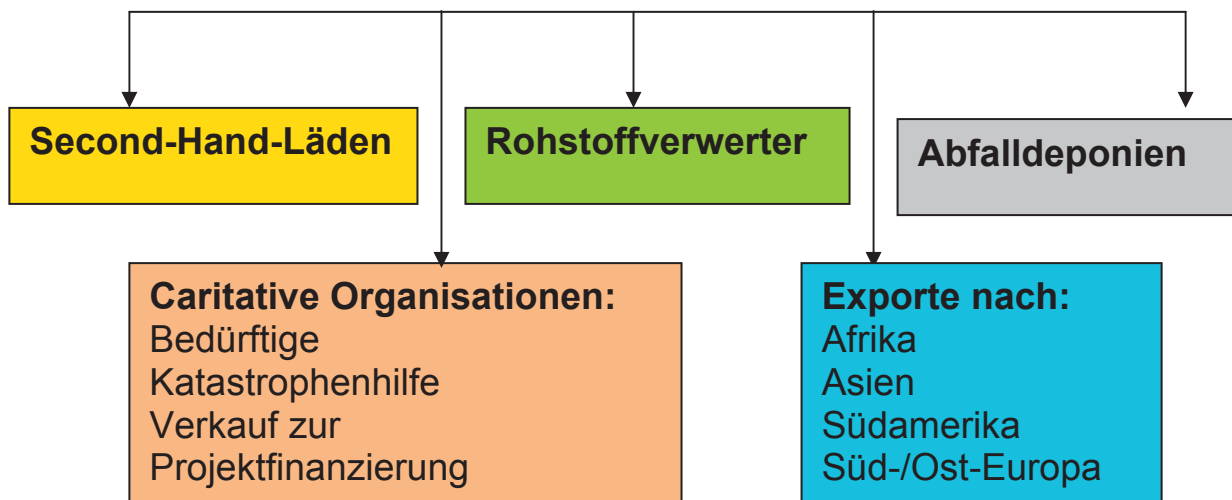 Second-Hand-Läden
Rohstoffverwerter
Abfalldeponien
Caritative Organisationen:
Bedürftige
Katastrophenhilfe
Verkauf zur
Projektfinanzierung
Exporte nach:
Afrika
Asien
Südamerika
Süd-/Ost-Europa